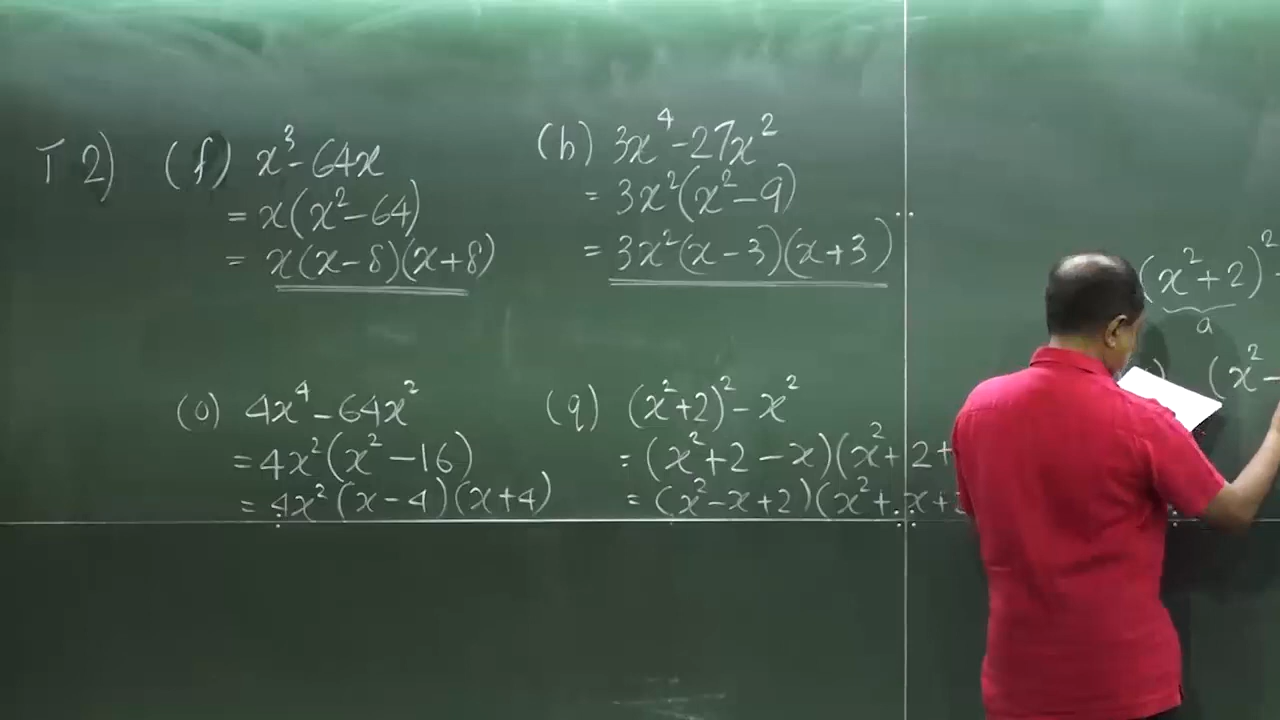 T 2) (f) x³ - 64x
= x(x² - 64)
= x(x - 8)(x + 8)
(h) 3x⁴ - 27x²
= 3x²(x² - 9)
= 3x²(x - 3)(x + 3)
(o) 4x⁴ - 64x²
= 4x²(x² - 16)
= 4x²(x - 4)(x + 4)
(q) (x² + 2)² - x²
= (x² + 2 - x)(x² + 2 +
= (x² - x + 2)(x² + x +
(x² + 2)²
a
(x² -